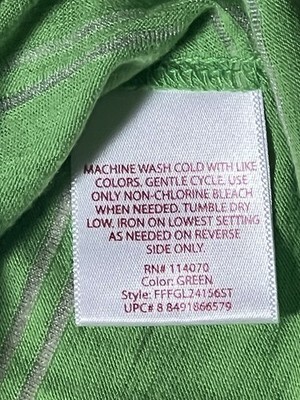 MACHINE WASH COLD WITH LIKE
COLORS. GENTLE CYCLE. USE
ONLY NON-CHLORINE BLEACH
WHEN NEEDED. TUMBLE DRY
LOW. IRON ON LOWEST SETTING
AS NEEDED ON REVERSE
SIDE ONLY.
RN# 114070
Color: GREEN
Style: FFFGL24156ST
UPC# 8 8491866579